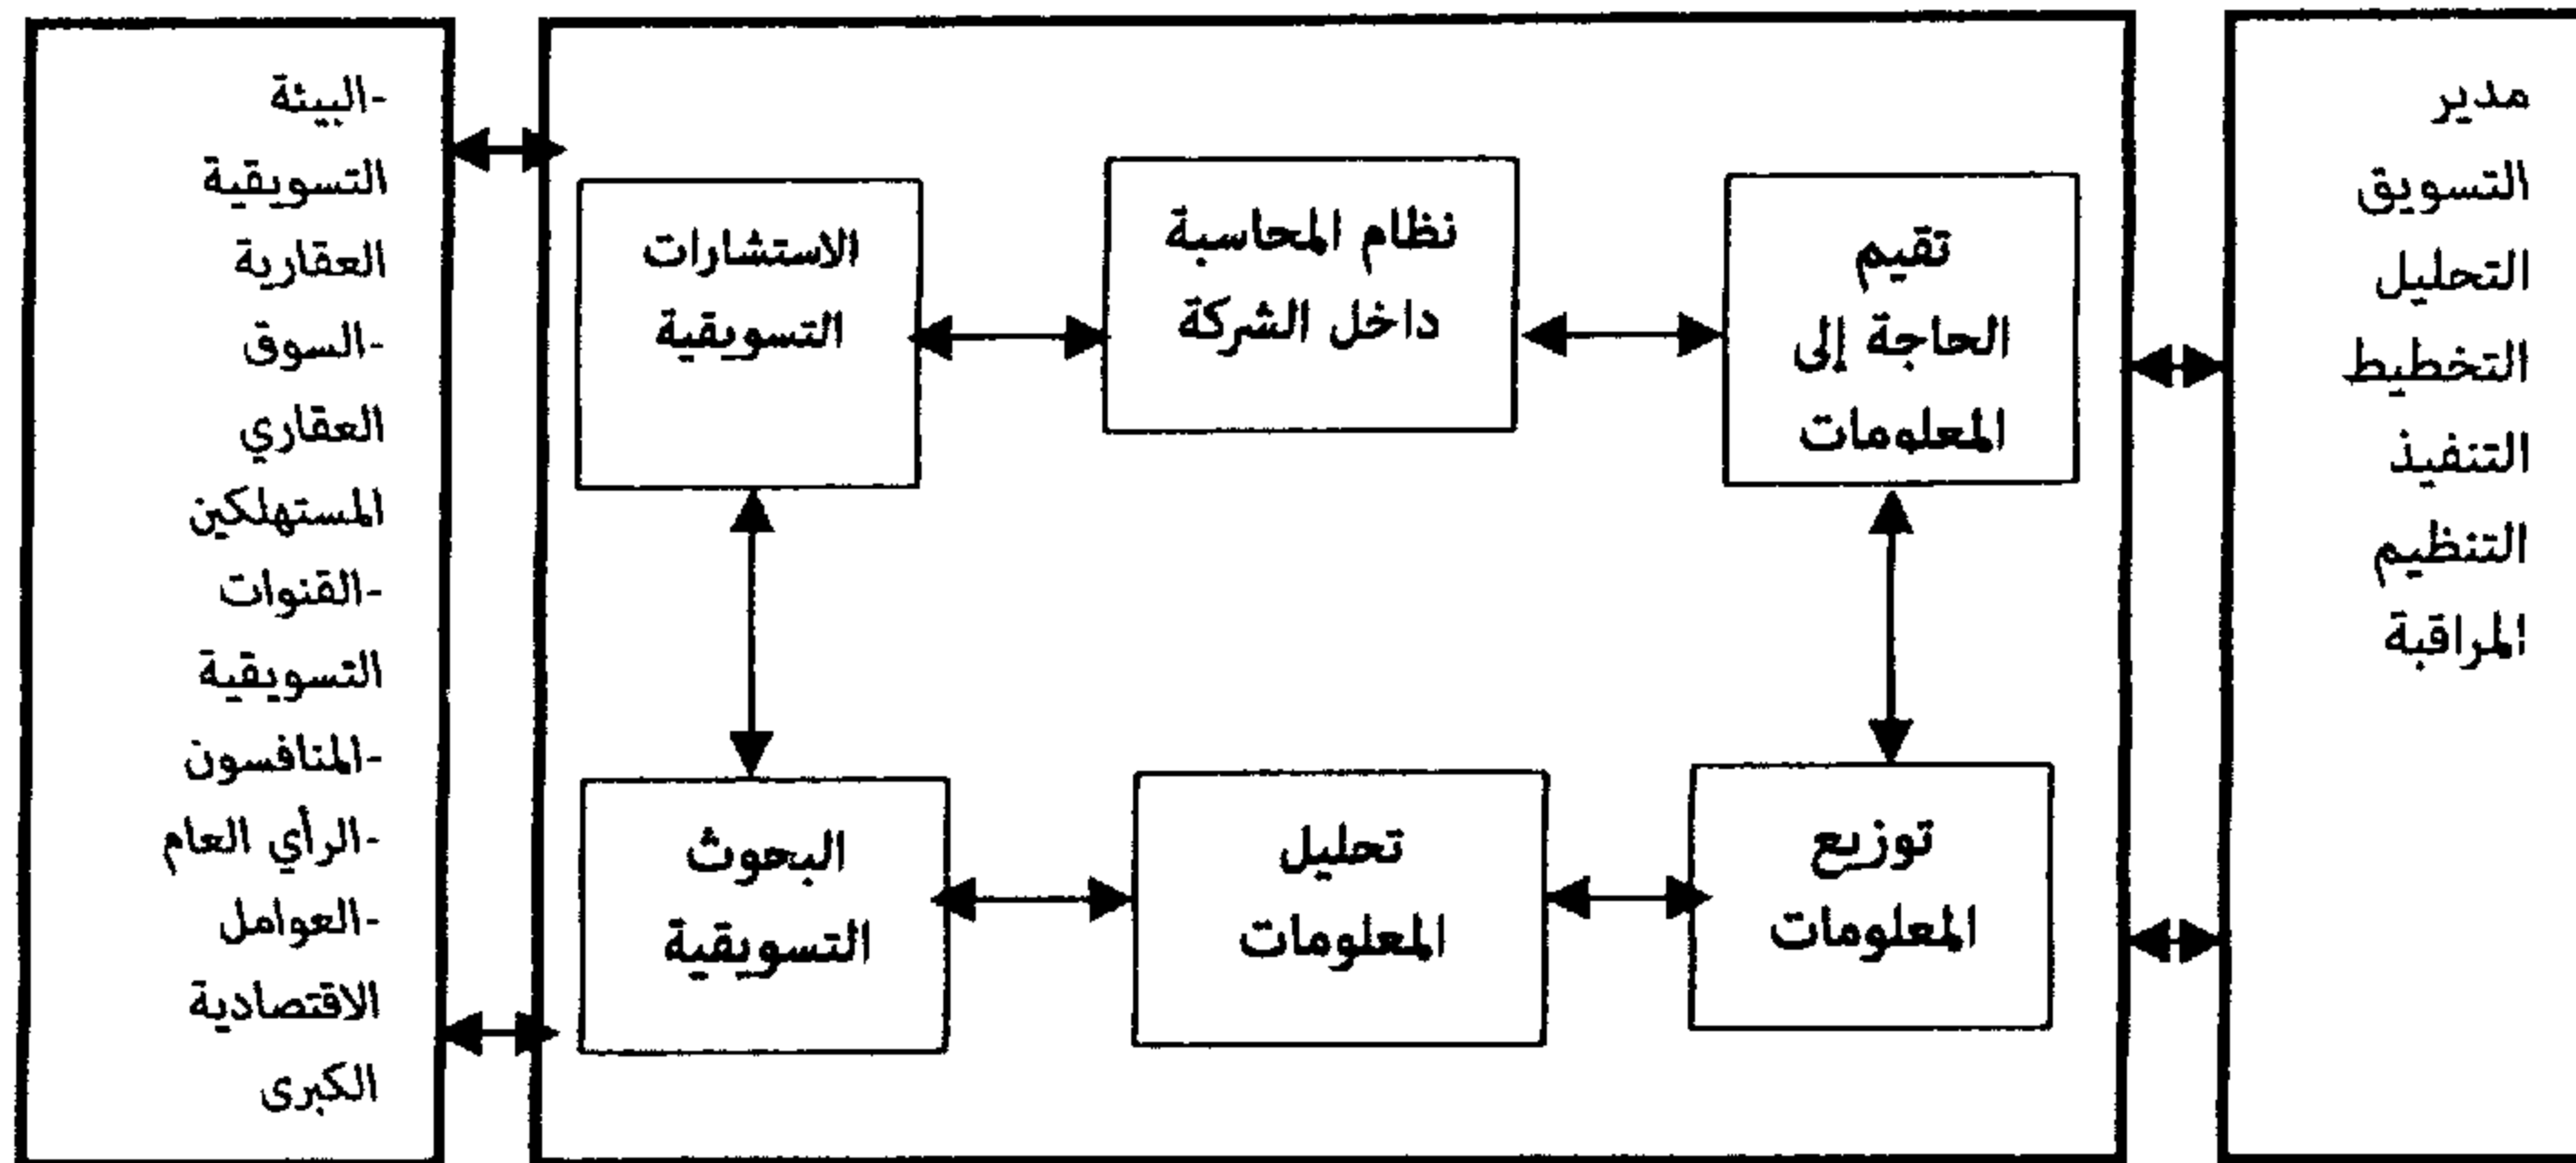 مدير
التسويق
التحليل
التخطيط
التنفيذ
التنظيم
المراقبة
تقيم
الحاجة إلى
المعلومات
نظام المحاسبة
داخل الشركة
الاستشارات
التسويقية
توزيع
المعلومات
تحليل
المعلومات
البحوث
التسويقية
-البيئة
التسويقية
العقارية
-السوق
العقاري
المستهلكين
-القنوات
التسويقية
-المنافسون
-الرأي العام
-العوامل
الاقتصادية
الكبرى